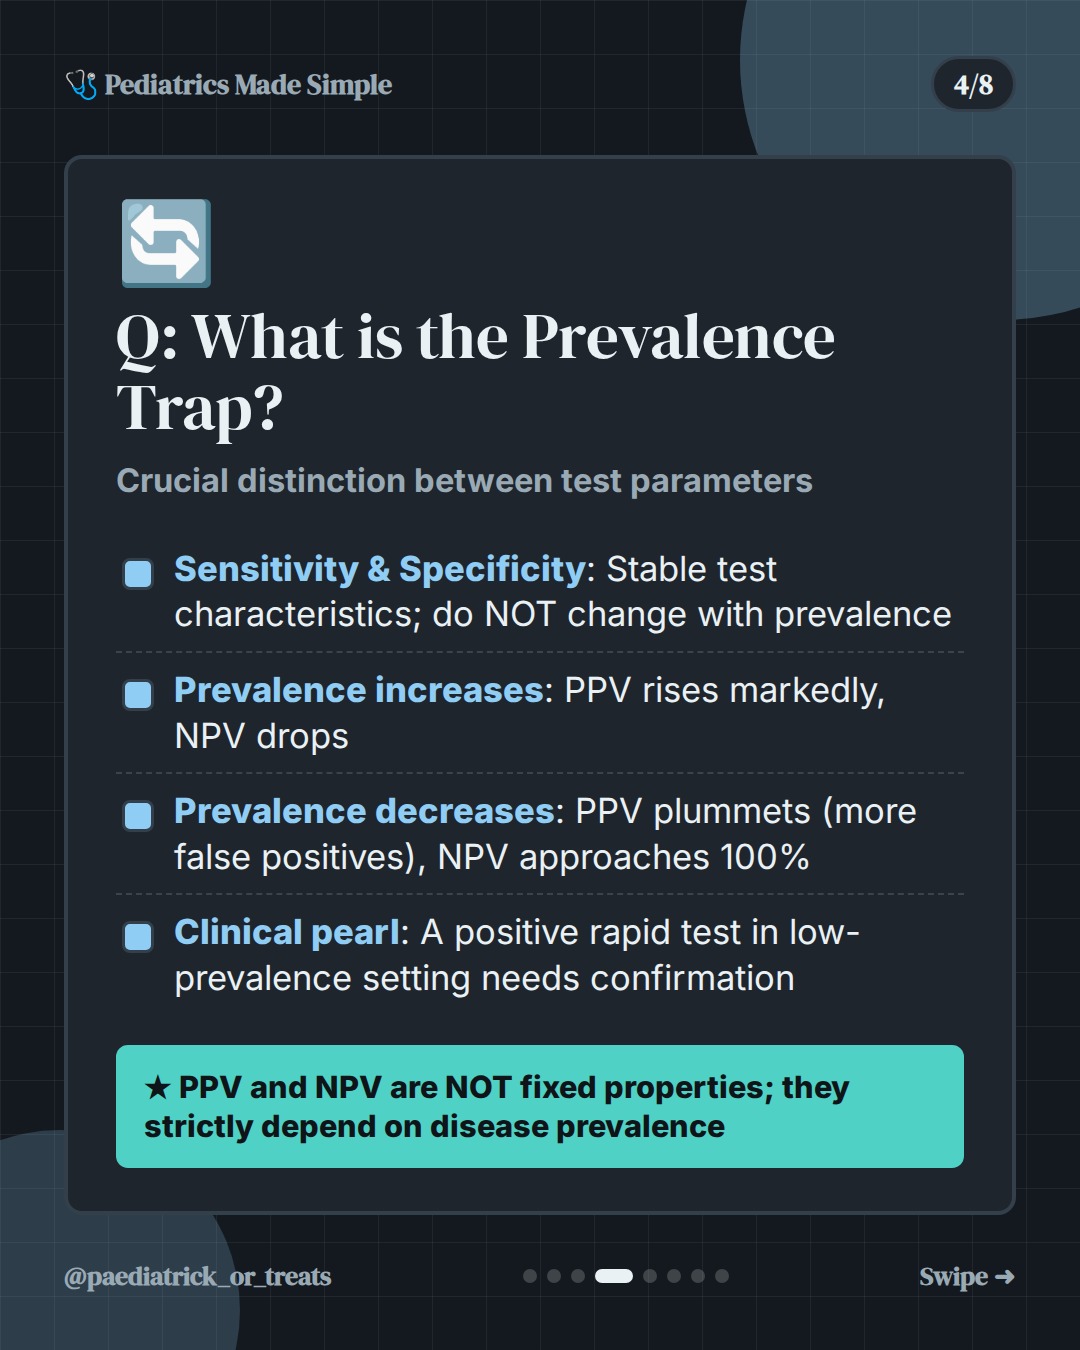 Pediatrics Made Simple
4/8
Q: What is the Prevalence
Trap?
Crucial distinction between test parameters
Sensitivity & Specificity: Stable test
characteristics; do NOT change with prevalence
Prevalence increases: PPV rises markedly,
NPV drops
Prevalence decreases: PPV plummets (more
false positives), NPV approaches 100%
Clinical pearl: A positive rapid test in low-
prevalence setting needs confirmation
★ PPV and NPV are NOT fixed properties; they
strictly depend on disease prevalence
@paediatrick_or_treats
Swipe ➜